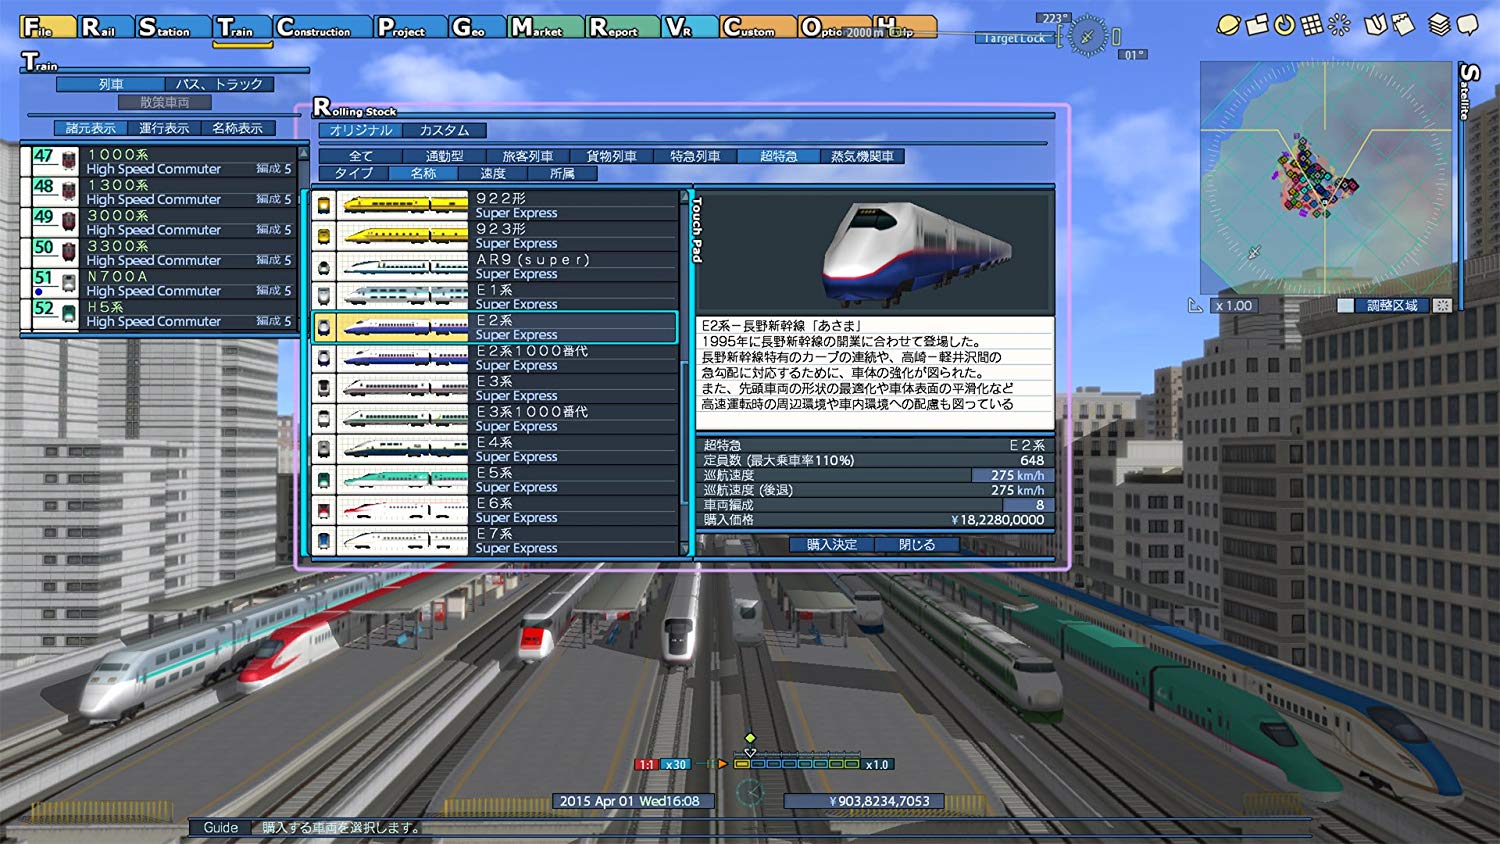 File Rail Station Train Construction Project Geo Market Report VR Custom Option Help
2000m
223°
Target Lock
01°
Train
列車 バス、トラック
散策車両
諸元表示 運行表示 名称表示
47 1000系
High Speed Commuter 編成 5
48 1300系
High Speed Commuter 編成 5
49 3000系
High Speed Commuter 編成 5
50 3300系
High Speed Commuter 編成 5
51 N700A
High Speed Commuter 編成 5
52 H5系
High Speed Commuter 編成 5
Rolling Stock
オリジナル カスタム
全て 通勤型 旅客列車 貨物列車 特急列車 超特急 蒸気機関車
タイプ 名称 速度 所属
922形
Super Express
923形
Super Express
AR9(super)
Super Express
E1系
Super Express
E2系
Super Express
E2系1000番代
Super Express
E3系
Super Express
E3系1000番代
Super Express
E4系
Super Express
E5系
Super Express
E6系
Super Express
E7系
Super Express
Touch Pad
E2系－長野新幹線「あさま」
1995年に長野新幹線の開業に合わせて登場した。
長野新幹線特有のカーブの連続や、高崎－軽井沢間の
急勾配に対応するために、車体の強化が図られた。
また、先頭車両の形状の最適化や車体表面の平滑化など
高速運転時の周辺環境や車内環境への配慮も図っている
超特急 E2系
定員数 (最大乗車率110%) 648
巡航速度 275 km/h
巡航速度 (後退) 275 km/h
車両編成 8
購入価格 ¥18,2280,0000
購入決定 閉じる
Satellite
x 1.00 調整区域
1:1 x30 x1.0
2015 Apr 01 Wed16:08
¥903,8234,7053
Guide 購入する車両を選択します。